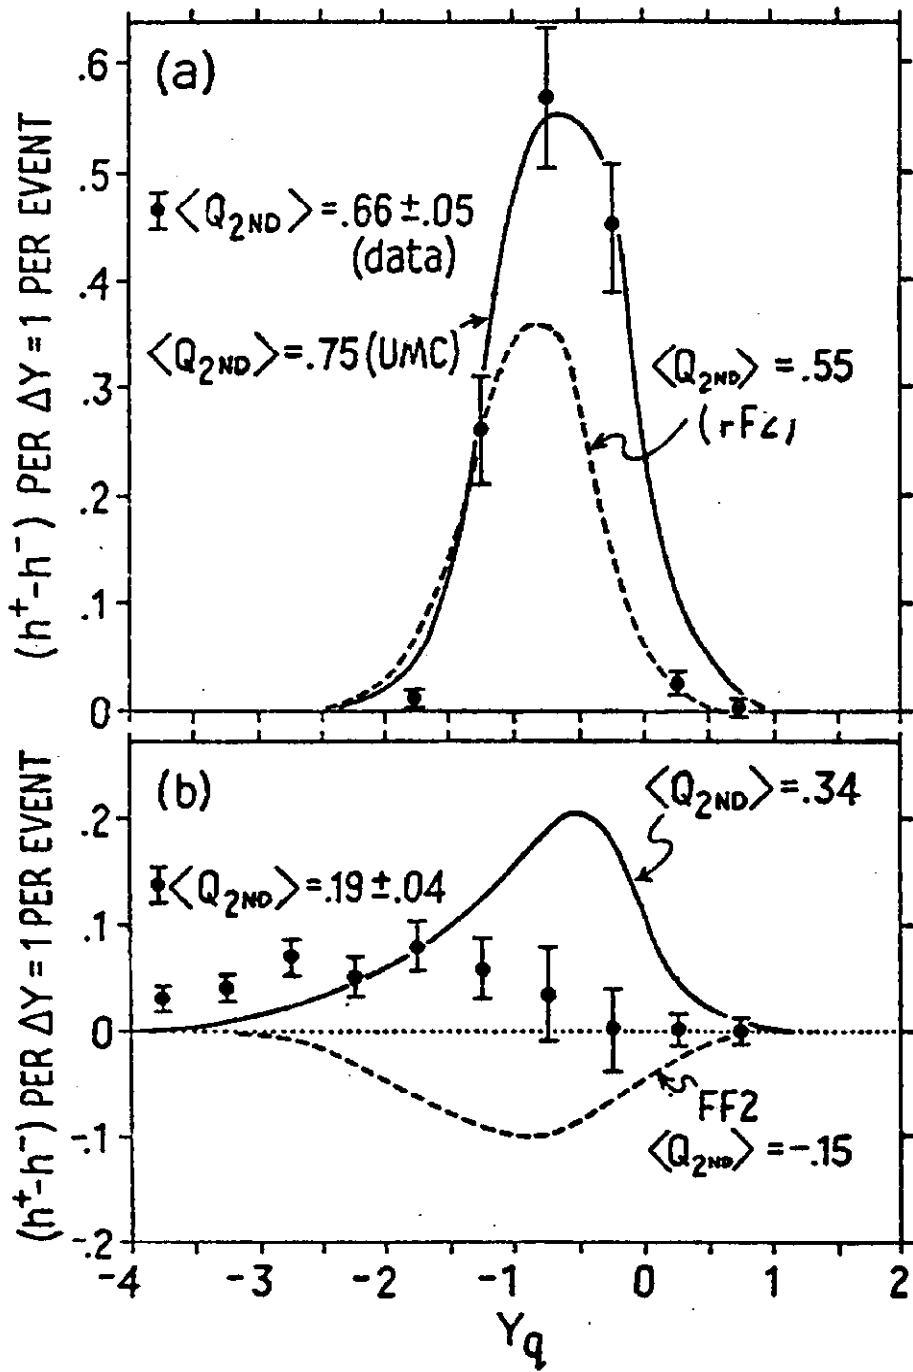 (a)
(h⁺-h⁻) PER ΔY = 1 PER EVENT
.6
.5
.4
.3
.2
.1
0
⟨Q2ND⟩ = .66 ± .05
(data)
⟨Q2ND⟩ = .75 (UMC)
⟨Q2ND⟩ = .55
(b)
(h⁺-h⁻) PER ΔY = 1 PER EVENT
.2
.1
0
-.1
-.2
⟨Q2ND⟩ = .34
⟨Q2ND⟩ = .19 ± .04
FF2
⟨Q2ND⟩ = -.15
-4 -3 -2 -1 0 1 2
Yq